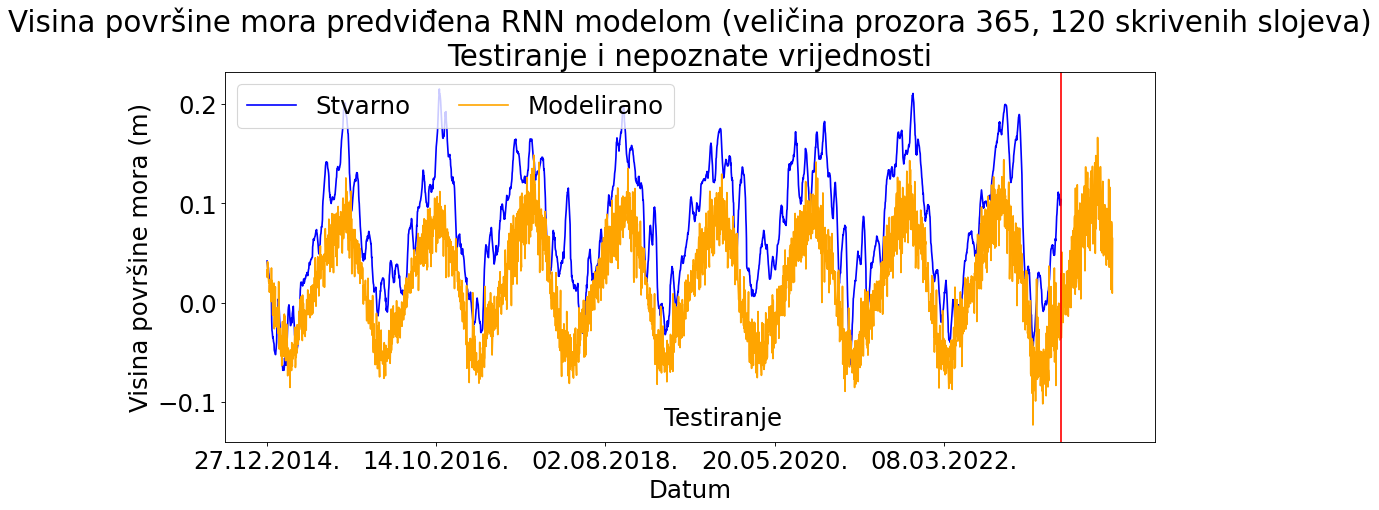 Visina površine mora predviđena RNN modelom (veličina prozora 365, 120 skrivenih slojeva)
Testiranje i nepoznate vrijednosti
Stvarno Modelirano
Visina površine mora (m)
0.2
0.1
0.0
−0.1
Testiranje
27.12.2014. 14.10.2016. 02.08.2018. 20.05.2020. 08.03.2022.
Datum